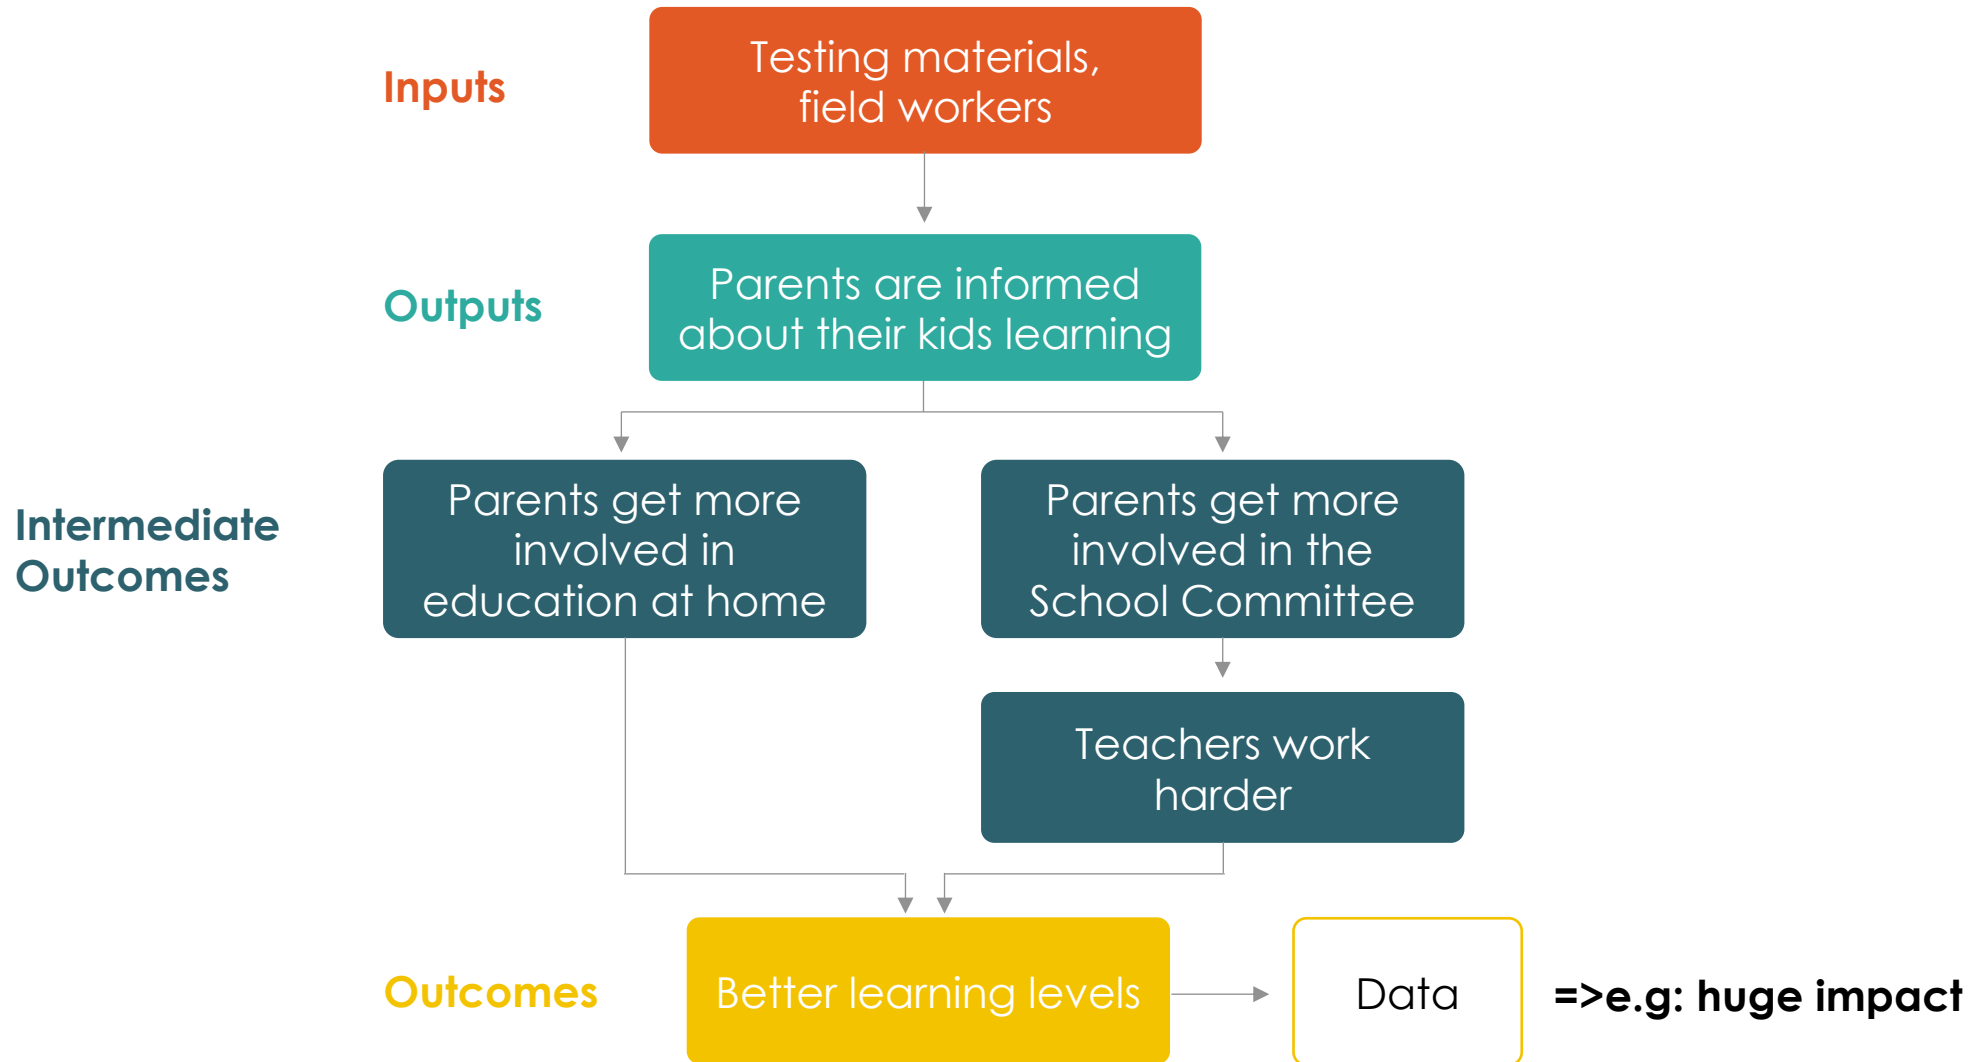 Inputs
Testing materials,
field workers
Outputs
Parents are informed
about their kids learning
Intermediate
Outcomes
Parents get more
involved in
education at home
Parents get more
involved in the
School Committee
Teachers work
harder
Outcomes
Better learning levels
Data
=>e.g: huge impact